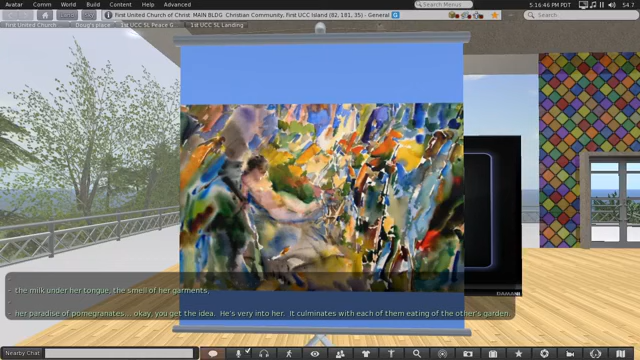 Avatar Comm World Build Content Help Advanced Search Menus 5:16:46 PM PDT 54.7
First United Church of Christ MAIN BLDG Christian Community, First UCC Island (82, 181, 35) - General G Search
First United Church Doug's place 1st UCC SL Peace G 1st UCC SL Landing
- the milk under her tongue, the smell of her garments,
- her paradise of pomegranates... okay, you get the idea. He's very into her. It culminates with each of them eating of the other's garden.
Nearby Chat